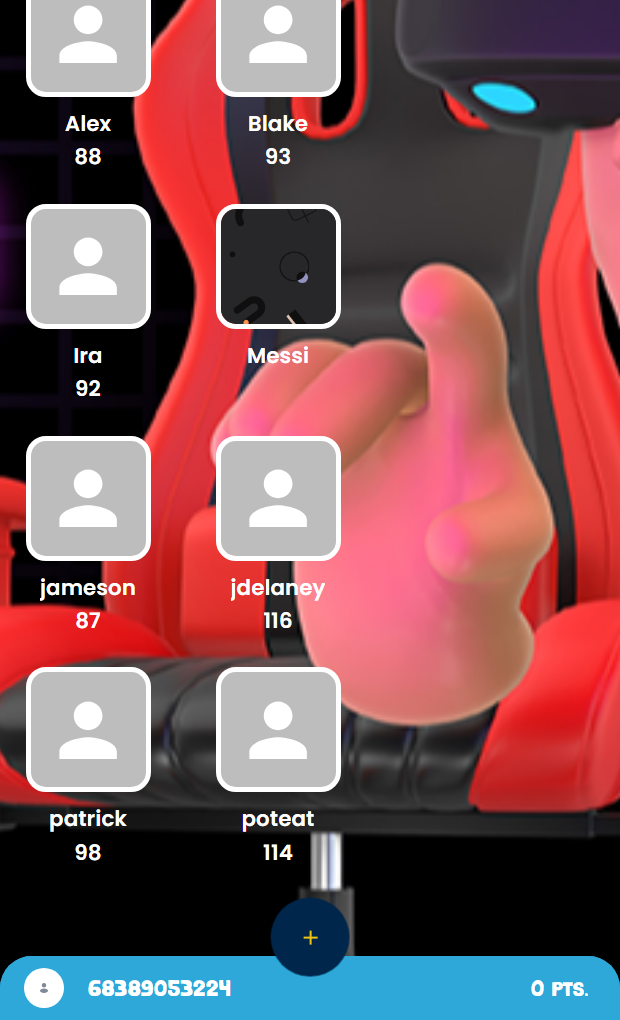 Alex Blake
88 93
Ira Messi
92
jameson jdelaney
87 116
patrick poteat
98 114
+
68389053224 0 PTS.